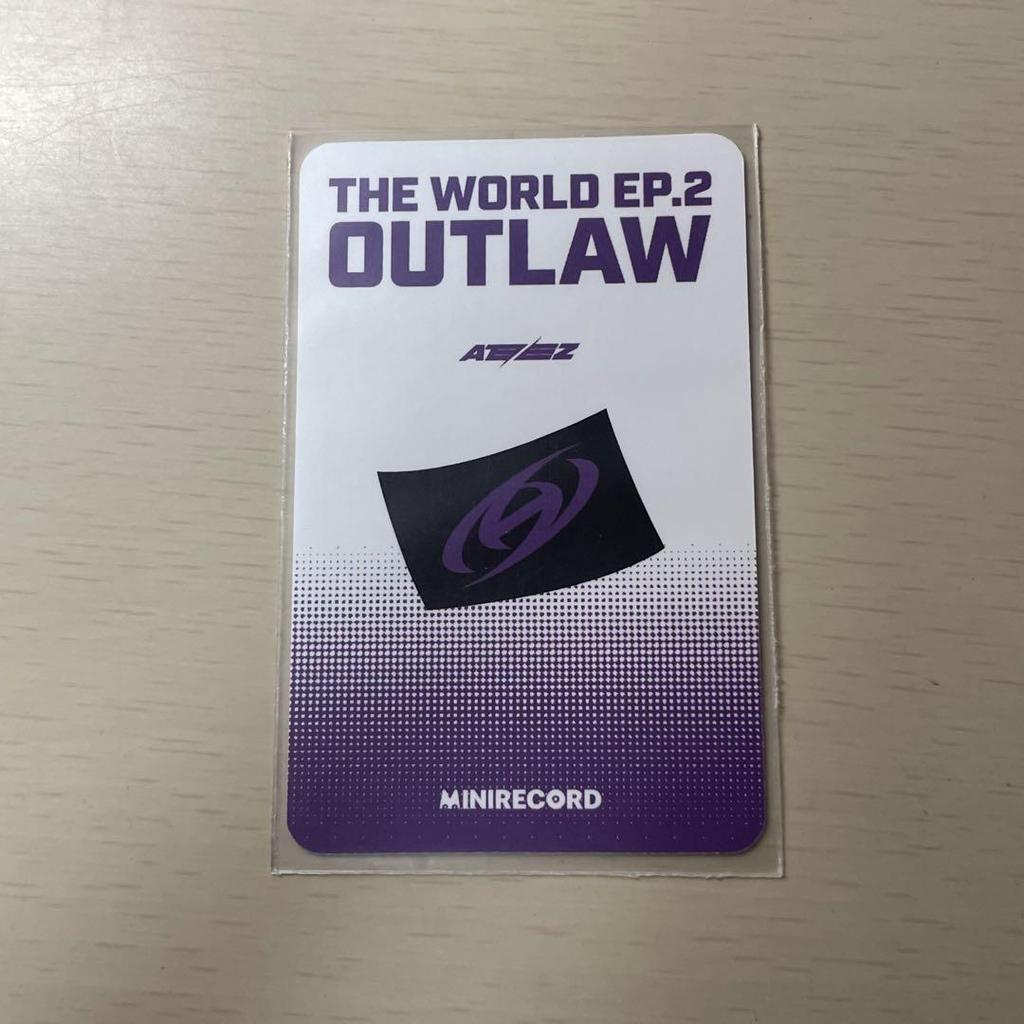 THE WORLD EP.2
OUTLAW
ATEEZ
MINIRECORD